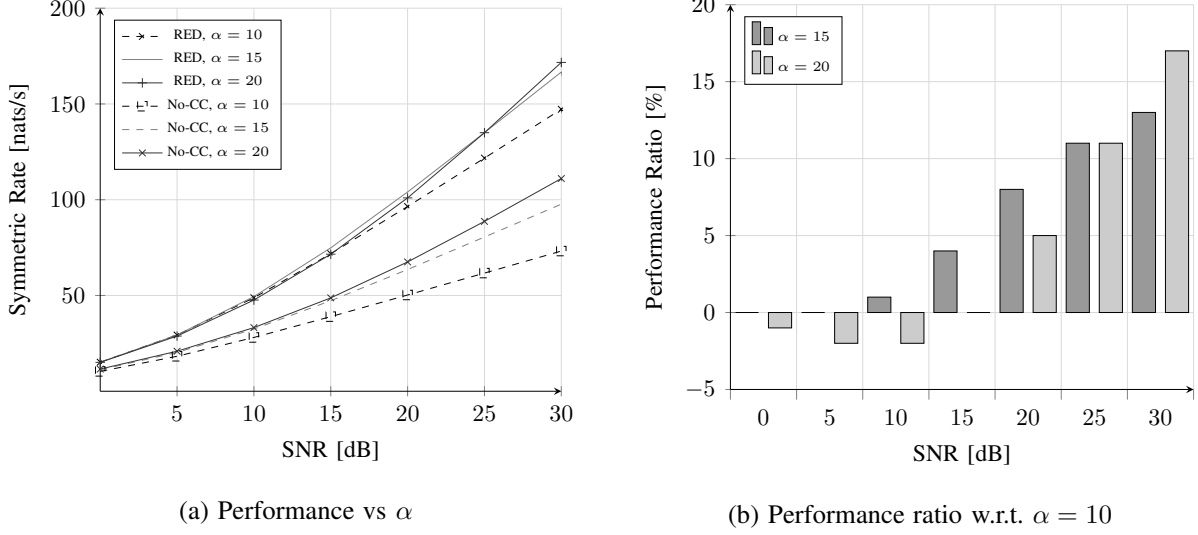 200
150
100
50
5
10
15
20
25
30
SNR [dB]
Symmetric Rate [nats/s]
RED, α = 10
RED, α = 15
RED, α = 20
No-CC, α = 10
No-CC, α = 15
No-CC, α = 20
(a) Performance vs α
20
15
10
5
0
−5
0
5
10
15
20
25
30
SNR [dB]
Performance Ratio [%]
α = 15
α = 20
(b) Performance ratio w.r.t. α = 10